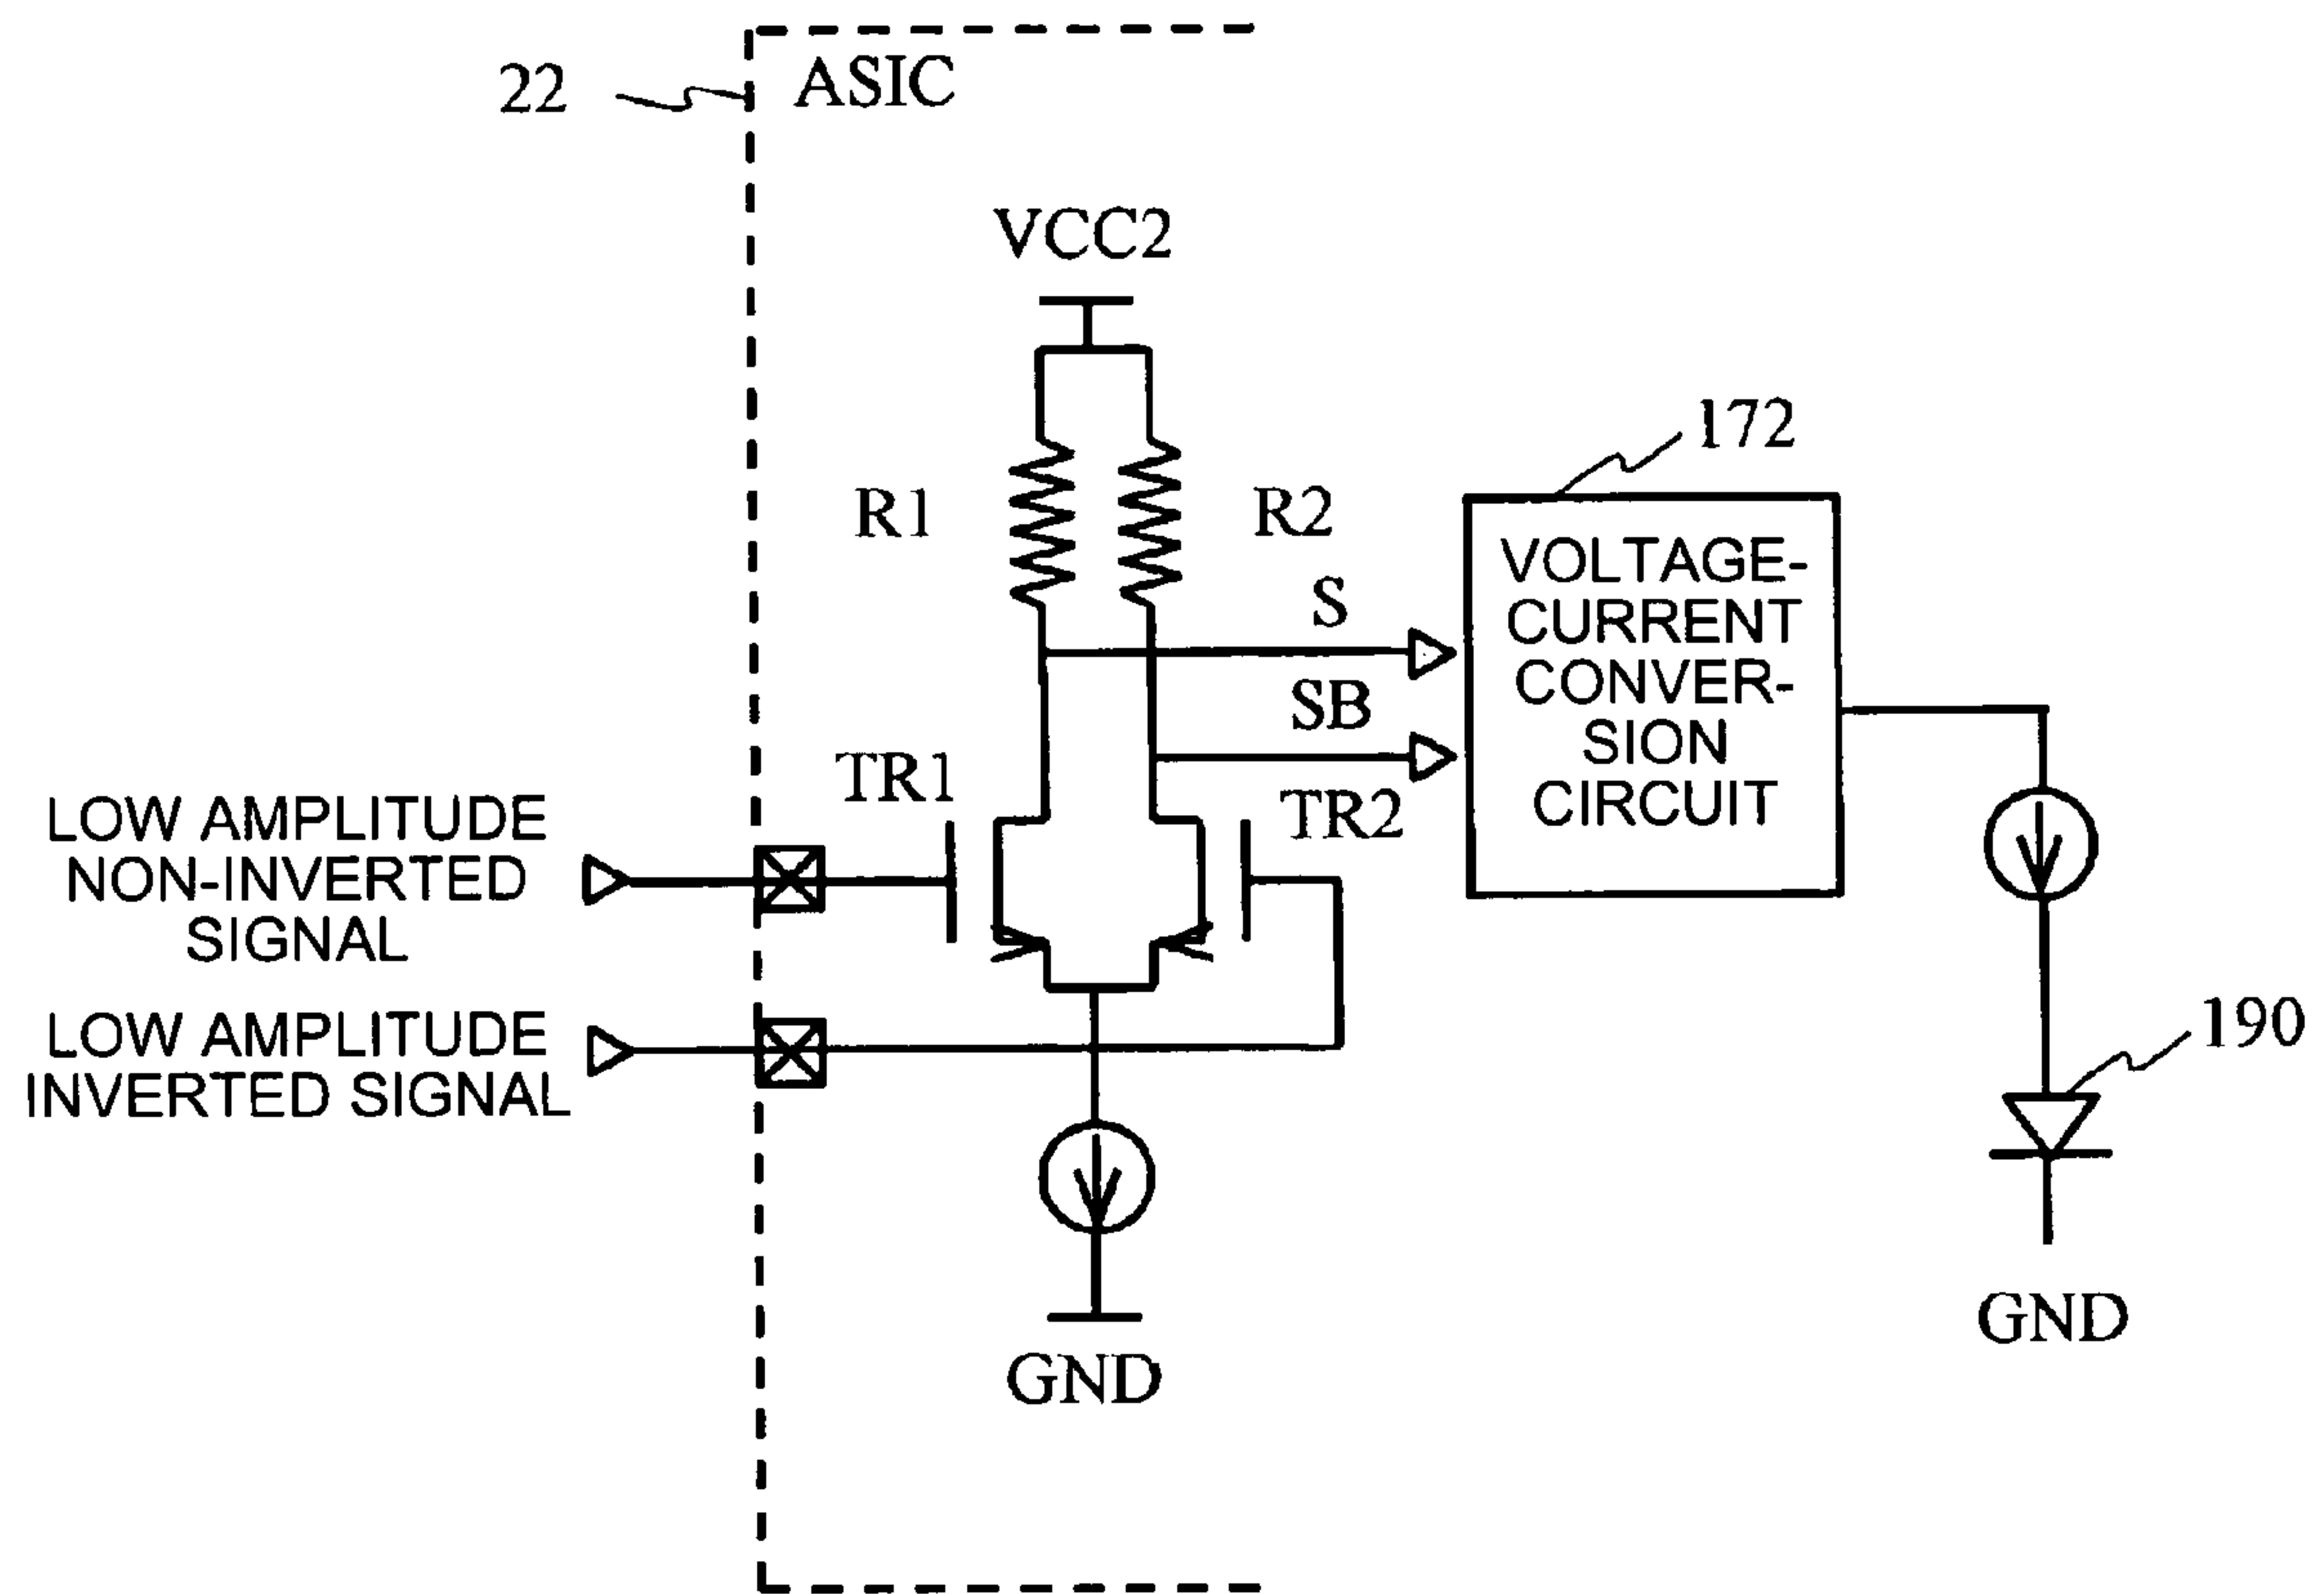 22
ASIC
VCC2
172
R1
R2
S
SB
VOLTAGE-
CURRENT
CONVER-
SION
CIRCUIT
TR1
TR2
LOW AMPLITUDE
NON-INVERTED
SIGNAL
LOW AMPLITUDE
INVERTED SIGNAL
190
GND
GND